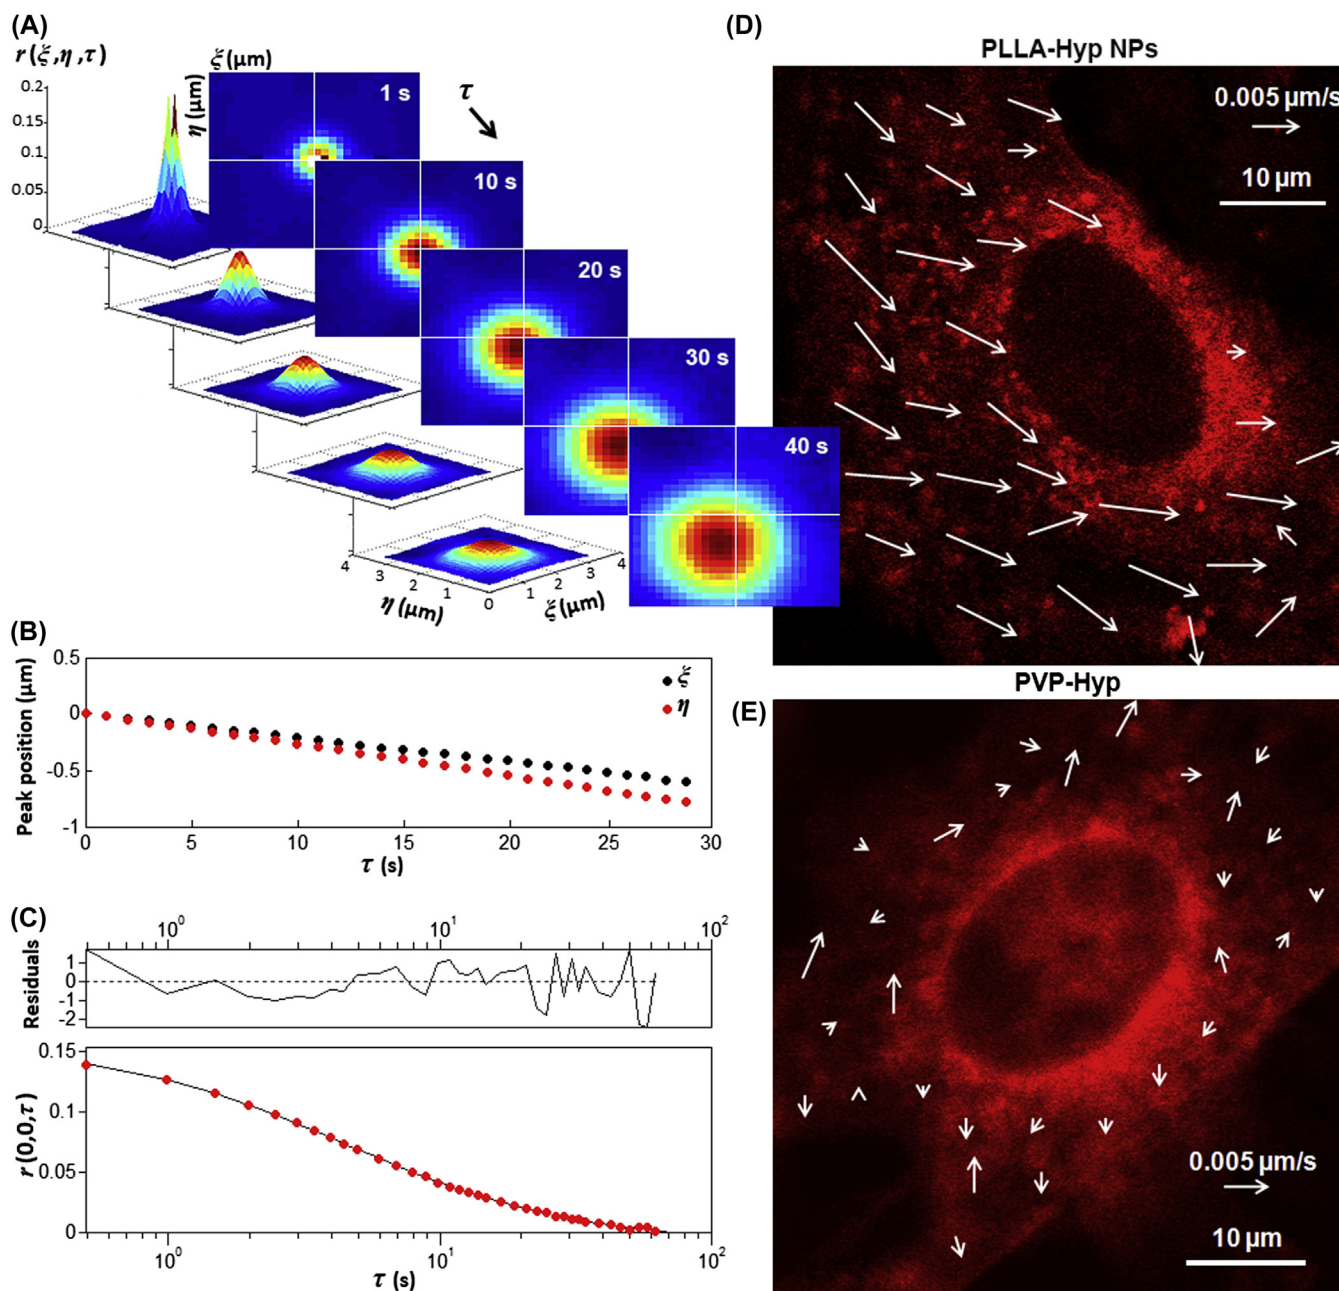 (A)
r (ξ,η,τ)
ξ (μm)
η (μm)
0.2
0.15
0.1
0.05
0
1 s
10 s
20 s
30 s
40 s
τ
4 3 2 1 0
η (μm)
0 1 2 3 4
ξ (μm)
(B)
Peak position (μm)
0.5
0
-0.5
-1
ξ
η
0 5 10 15 20 25 30
τ (s)
(C)
10⁰ 10¹ 10²
Residuals
1
0
-1
-2
r (0,0,τ)
0.15
0.1
0.05
0
10⁰ 10¹ 10²
τ (s)
(D)
PLLA-Hyp NPs
0.005 μm/s
10 μm
(E)
PVP-Hyp
0.005 μm/s
10 μm